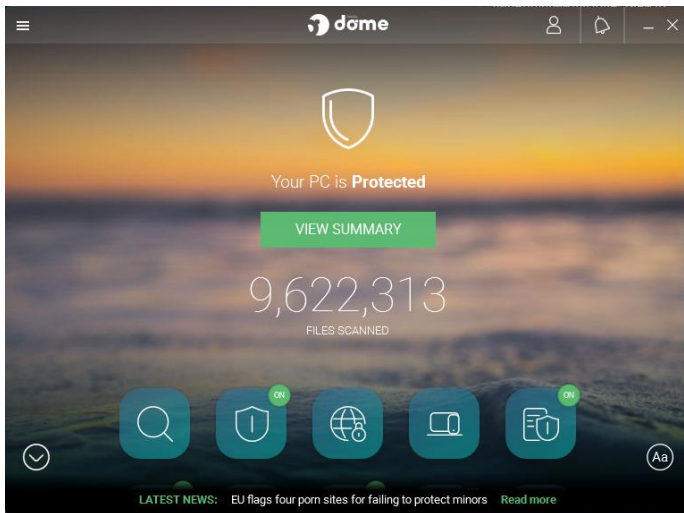 dōme
Your PC is Protected
VIEW SUMMARY
9,622,313
FILES SCANNED
ON
ON
Aa
LATEST NEWS: EU flags four porn sites for failing to protect minors Read more